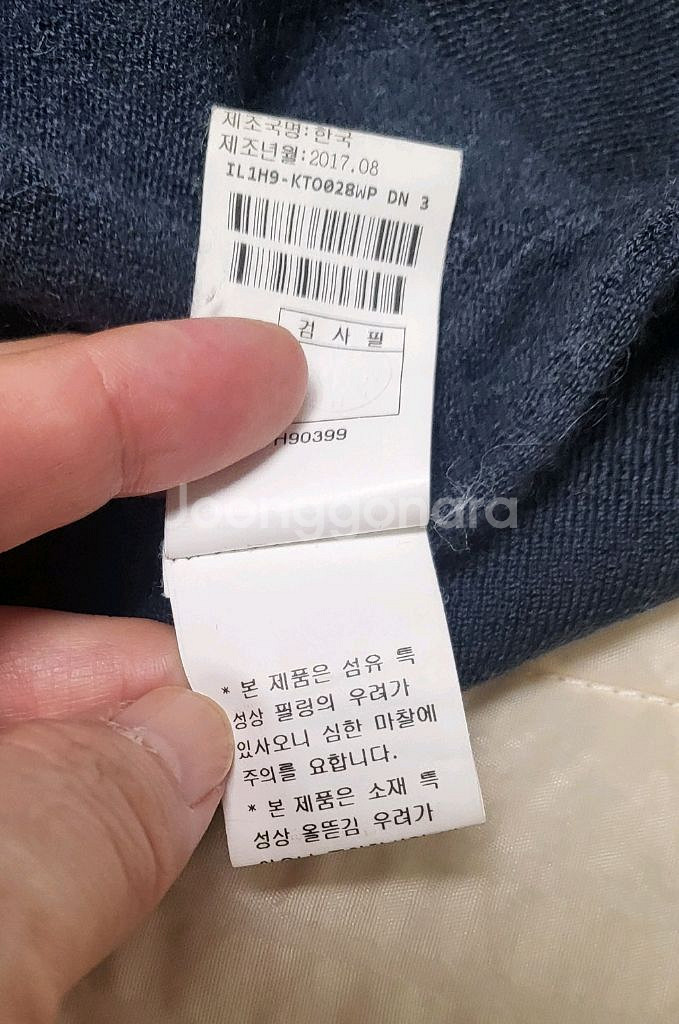 제조국명:한국
제조년월:2017.08
IL1H9-KTO028WP DN 3
검 사 필
H90399
Joonggonara
* 본 제품은 섬유 특
성상 필링의 우려가
있사오니 심한 마찰에
주의를 요합니다.
* 본 제품은 소재 특
성상 올뜯김 우려가